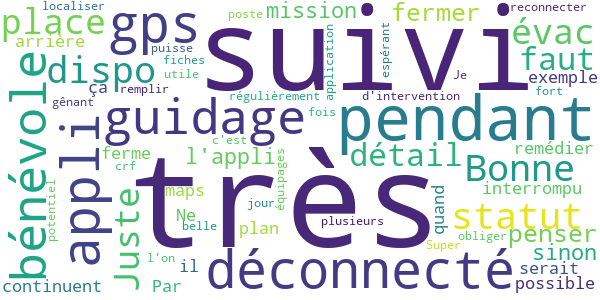 localiser
poste
mission
fermer
reconnecter
place
gps
suivi
évac
arrière
puisse
espérant
application
dispo
fiches
utile
faut
ça
remplir
Je
exemple
gênant
régulièrement
d'intervention
fort
bénévole
appli
guidage
fois
pendant
c'est
remédier
ferme
l'appli
détail
crf
très
équipages
Bonne
potentiel
Juste
maps
quand
interrompu
Ne
belle
jour
plusieurs
statut
plan
penser
l'on
il
déconnecté
Super
obliger
sinon
serait
continuent
Par
possible